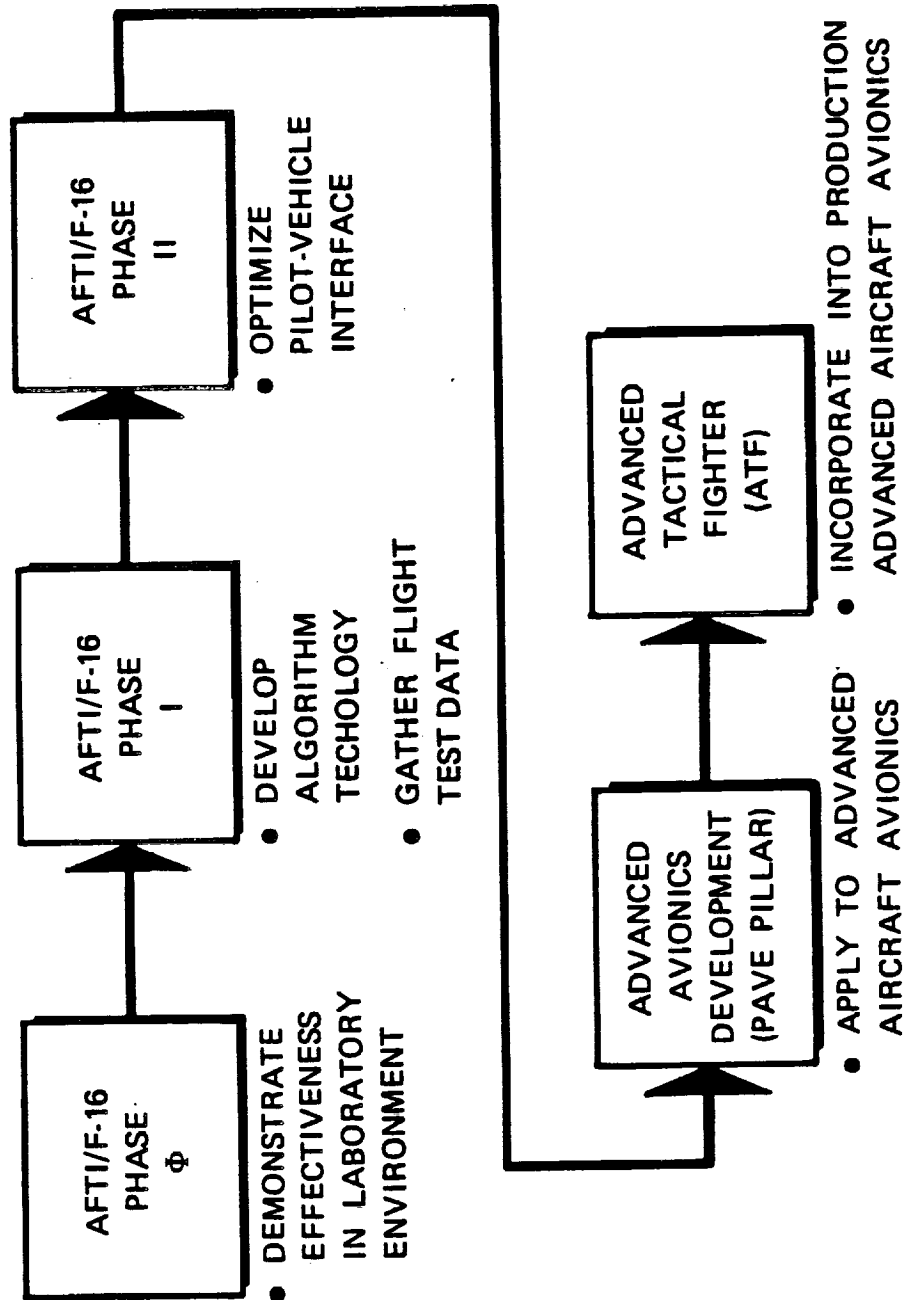 AFTI/F-16
PHASE
Φ
• DEMONSTRATE
EFFECTIVENESS
IN LABORATORY
ENVIRONMENT
AFTI/F-16
PHASE
I
• DEVELOP
ALGORITHM
TECHOLOGY
• GATHER FLIGHT
TEST DATA
AFTI/F-16
PHASE
II
• OPTIMIZE
PILOT-VEHICLE
INTERFACE
ADVANCED
AVIONICS
DEVELOPMENT
(PAVE PILLAR)
• APPLY TO ADVANCED
AIRCRAFT AVIONICS
ADVANCED
TACTICAL
FIGHTER
(ATF)
• INCORPORATE INTO PRODUCTION
ADVANCED AIRCRAFT AVIONICS